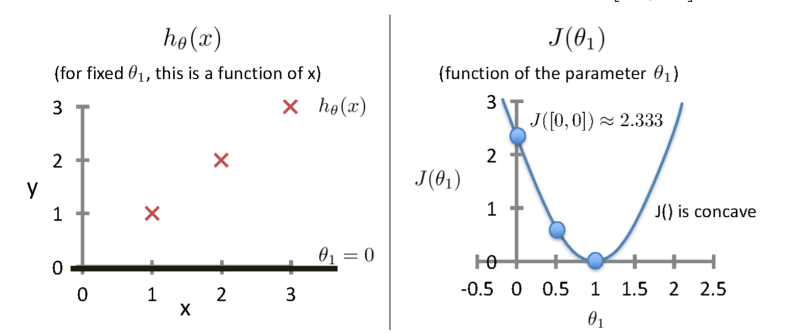 hθ(x)
(for fixed θ1, this is a function of x)
3
2
1
0
y
0 1 2 3
x
hθ(x)
θ1 = 0
J(θ1)
(function of the parameter θ1)
3
2
1
0
J(θ1)
J([0, 0]) ≈ 2.333
J() is concave
-0.5 0 0.5 1 1.5 2 2.5
θ1